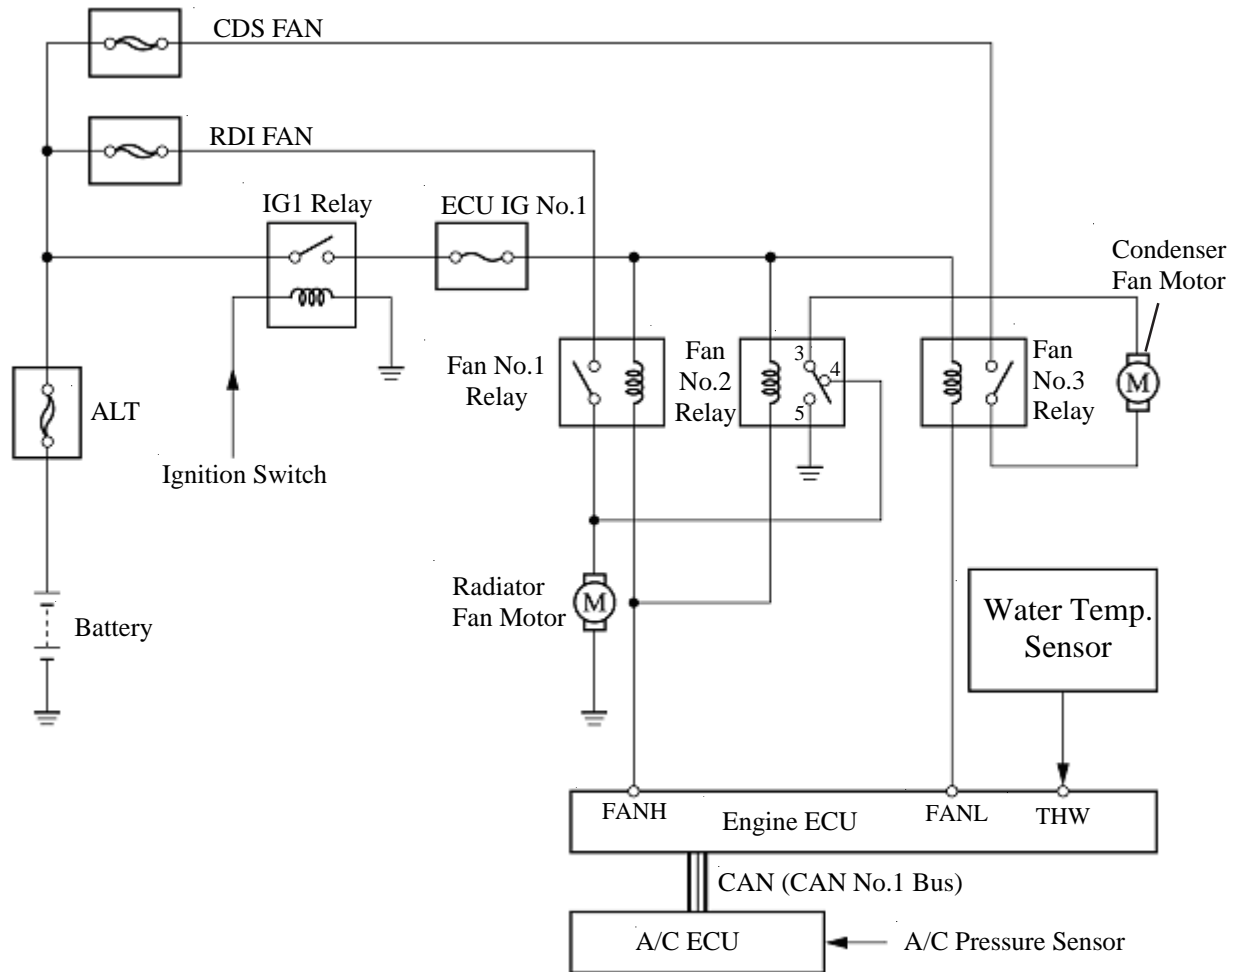 CDS FAN
RDI FAN
IG1 Relay
ECU IG No.1
Condenser
Fan Motor
Fan No.1
Relay
Fan
No.2
Relay
3
4
5
Fan
No.3
Relay
M
ALT
Ignition Switch
Radiator
Fan Motor
M
Battery
Water Temp.
Sensor
FANH
Engine ECU
FANL
THW
CAN (CAN No.1 Bus)
A/C ECU
A/C Pressure Sensor